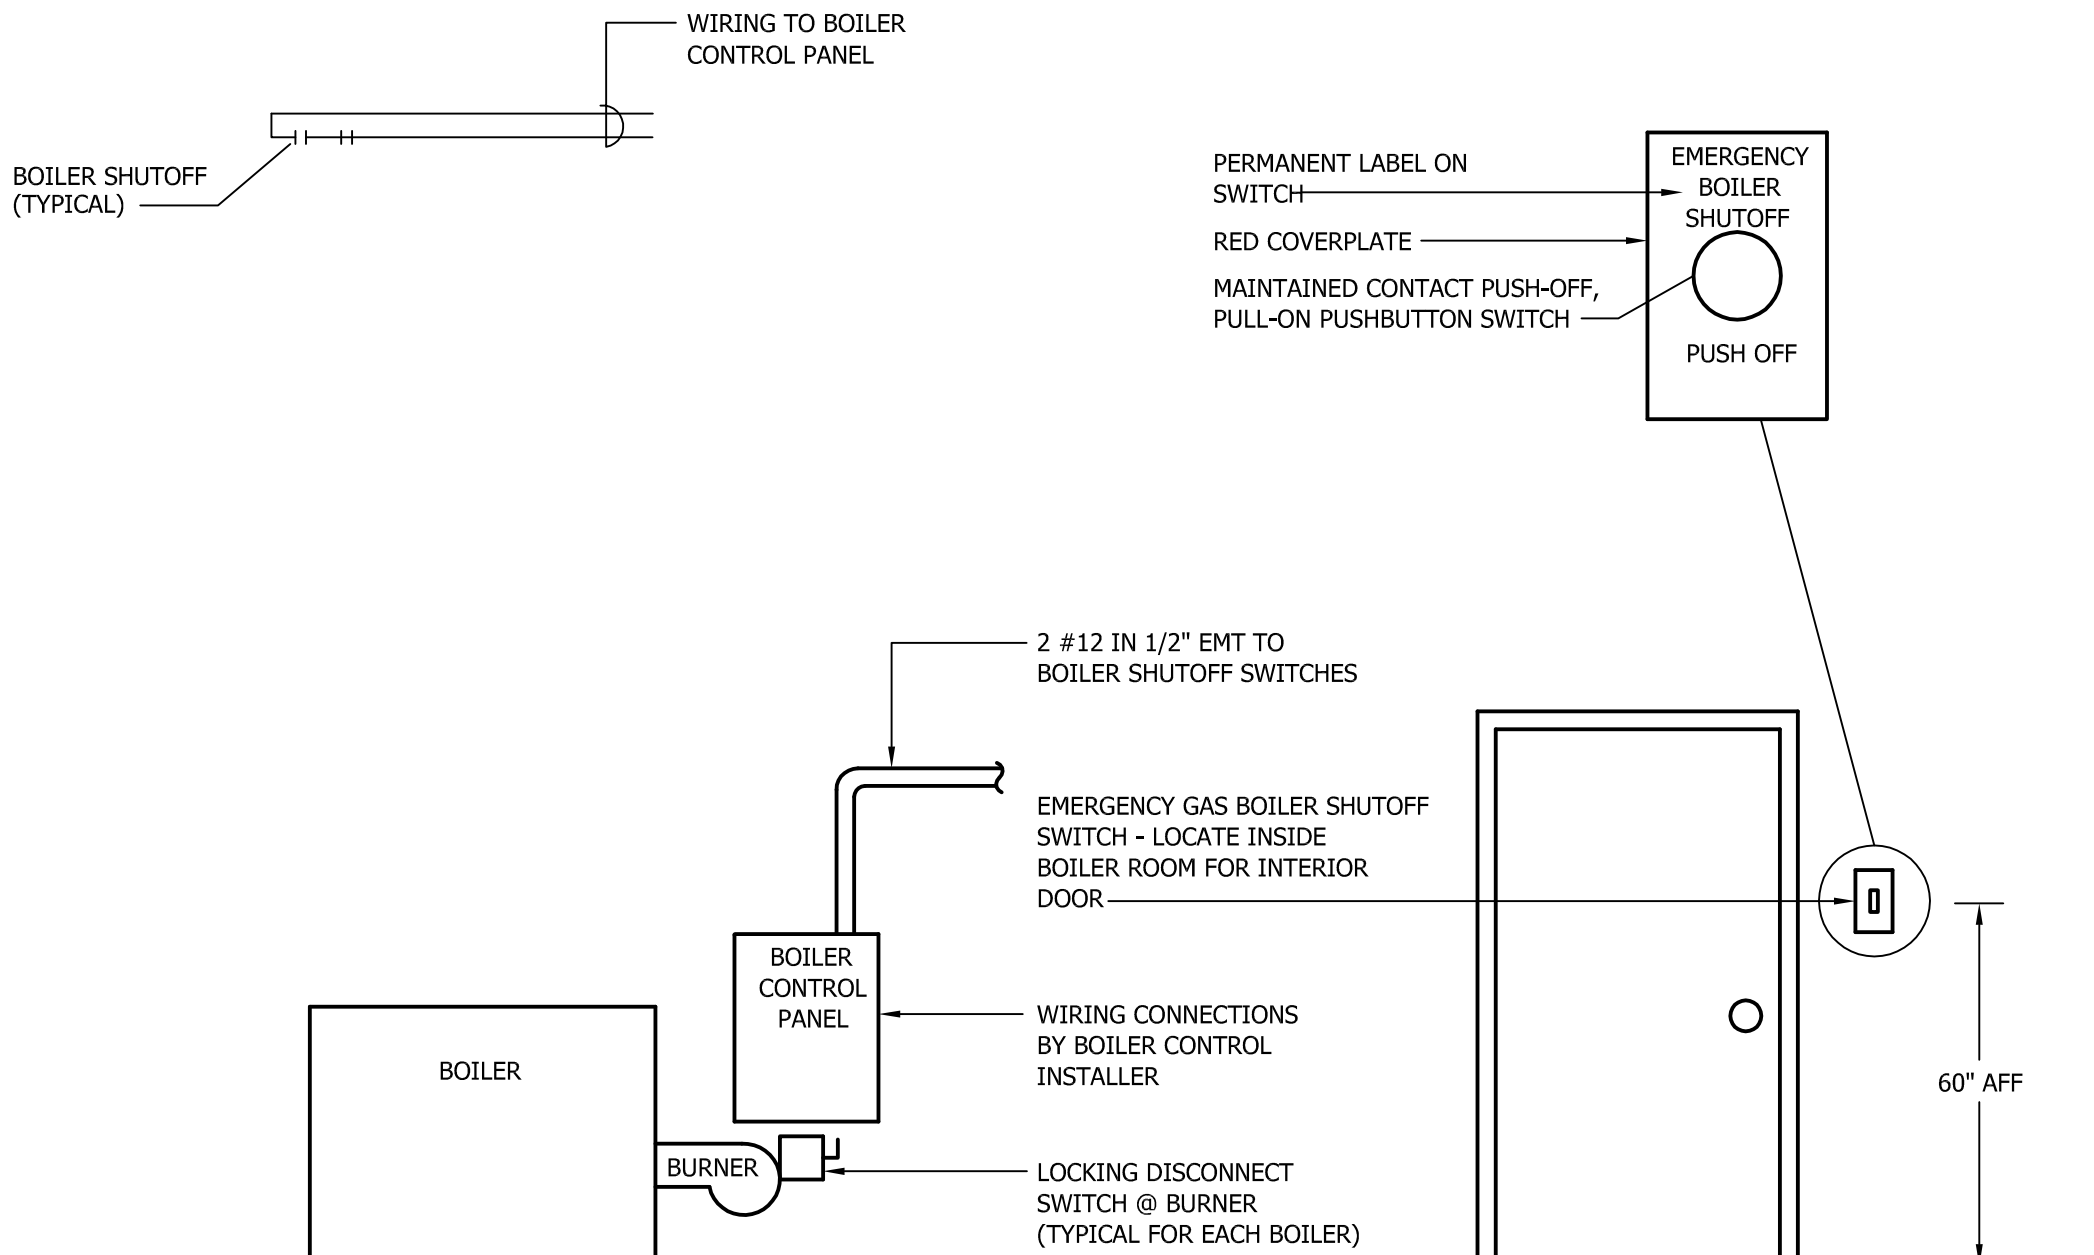 WIRING TO BOILER
CONTROL PANEL
BOILER SHUTOFF
(TYPICAL)
PERMANENT LABEL ON
SWITCH
RED COVERPLATE
MAINTAINED CONTACT PUSH-OFF,
PULL-ON PUSHBUTTON SWITCH
EMERGENCY
BOILER
SHUTOFF
PUSH OFF
2 #12 IN 1/2" EMT TO
BOILER SHUTOFF SWITCHES
EMERGENCY GAS BOILER SHUTOFF
SWITCH - LOCATE INSIDE
BOILER ROOM FOR INTERIOR
DOOR
BOILER
CONTROL
PANEL
WIRING CONNECTIONS
BY BOILER CONTROL
INSTALLER
BOILER
60" AFF
BURNER
LOCKING DISCONNECT
SWITCH @ BURNER
(TYPICAL FOR EACH BOILER)